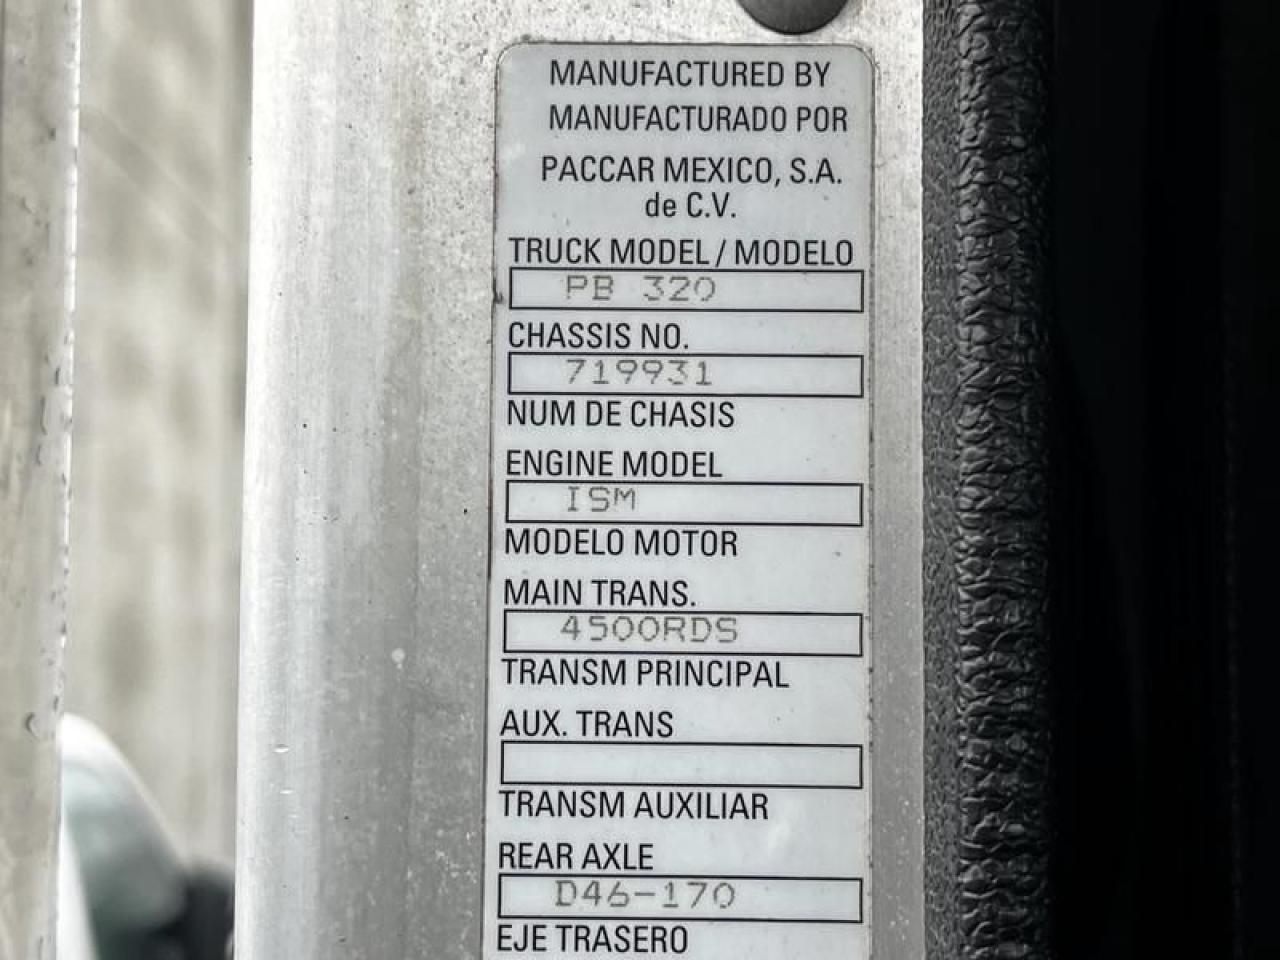 MANUFACTURED BY
MANUFACTURADO POR
PACCAR MEXICO, S.A.
de C.V.
TRUCK MODEL / MODELO
PB 320
CHASSIS NO.
719931
NUM DE CHASIS
ENGINE MODEL
ISM
MODELO MOTOR
MAIN TRANS.
4500RDS
TRANSM PRINCIPAL
AUX. TRANS
TRANSM AUXILIAR
REAR AXLE
D46-170
EJE TRASERO